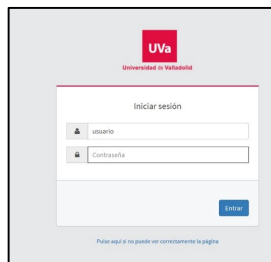 UVa
Universidad de Valladolid
Iniciar sesión
usuario
Contraseña
Entrar
Pulse aquí si no puede ver correctamente la página